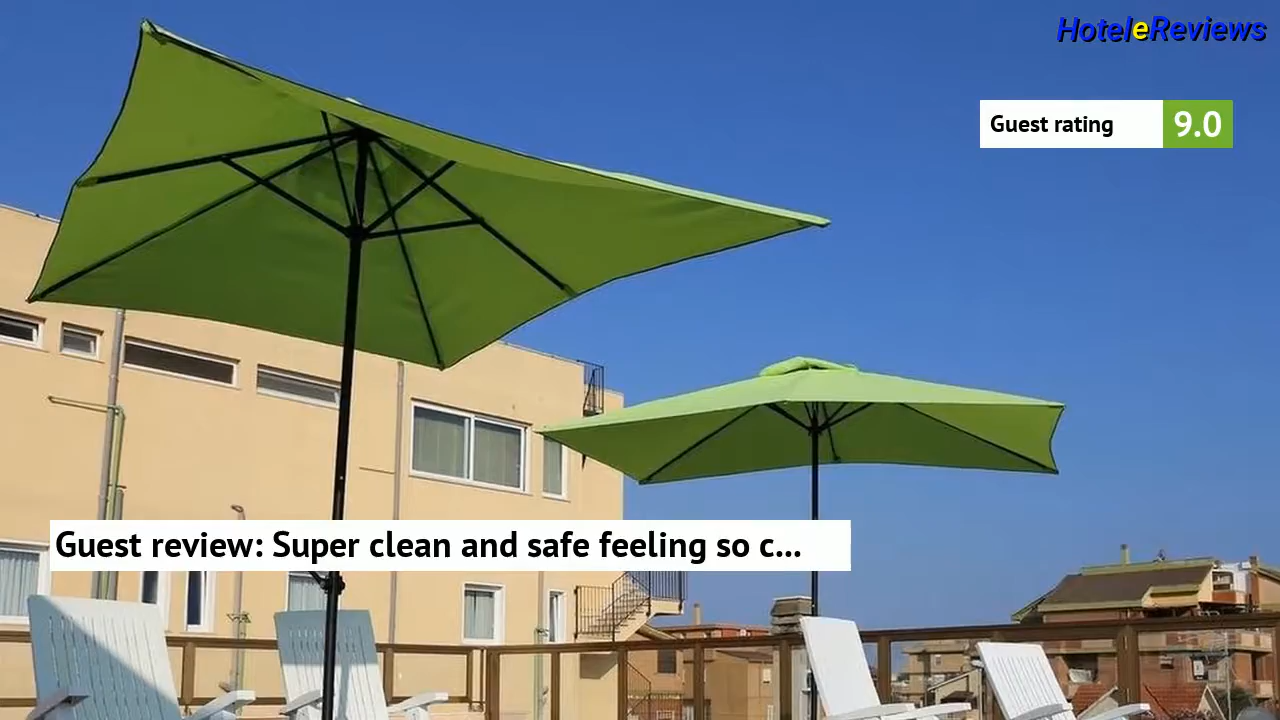 HoteleReviews
Guest rating 9.0
Guest review: Super clean and safe feeling so c...